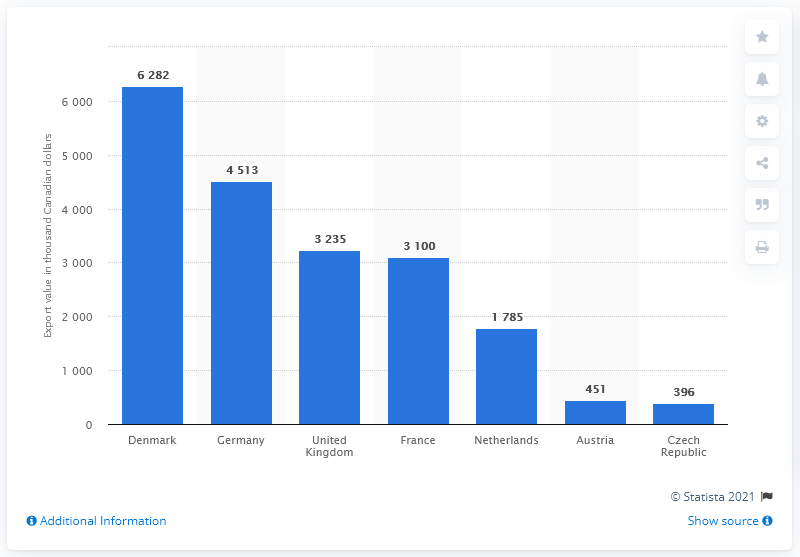 6 282
4 513
3 235
3 100
1 785
451
396
6 000
5 000
4 000
3 000
2 000
1 000
0
Export value in thousand Canadian dollars
Denmark
Germany
United
Kingdom
France
Netherlands
Austria
Czech
Republic
© Statista 2021
Additional Information
Show source